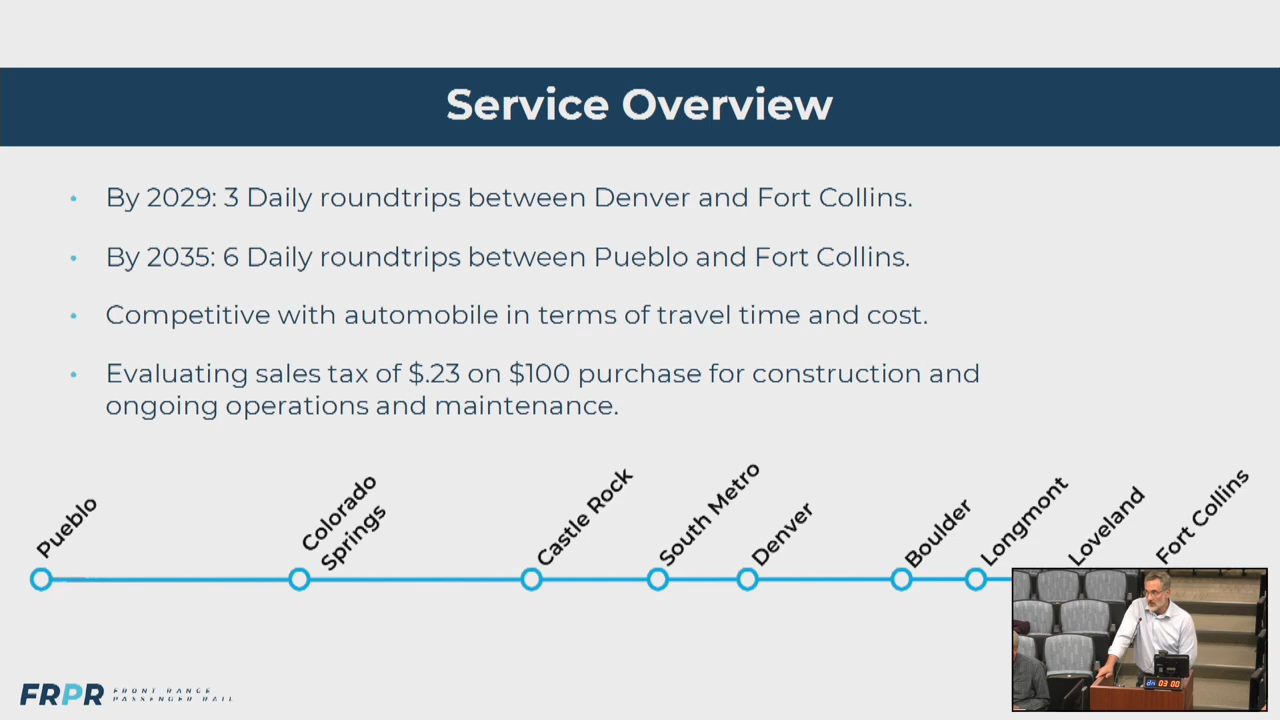 Service Overview
• By 2029: 3 Daily roundtrips between Denver and Fort Collins.
• By 2035: 6 Daily roundtrips between Pueblo and Fort Collins.
• Competitive with automobile in terms of travel time and cost.
• Evaluating sales tax of $.23 on $100 purchase for construction and
ongoing operations and maintenance.
Pueblo
Colorado
Springs
Castle Rock
South Metro
Denver
Boulder
Longmont
Loveland
Fort Collins
FRPR
FRONT RANGE
PASSENGER RAIL
03 00